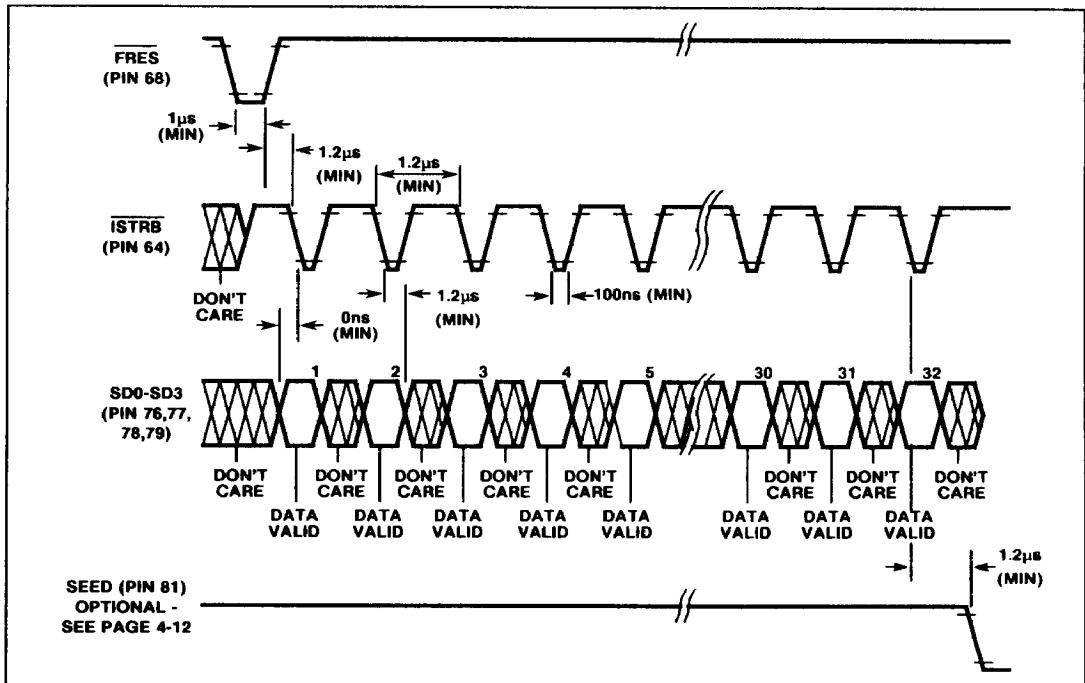 FRES
(PIN 68)
1µs
(MIN)
1.2µs
(MIN)
1.2µs
(MIN)
ISTRB
(PIN 64)
DON'T
CARE
0ns
(MIN)
1.2µs
(MIN)
100ns (MIN)
SD0-SD3
(PIN 76,77,
78,79)
1 2 3 4 5 30 31 32
DON'T
CARE
DON'T
CARE
DON'T
CARE
DON'T
CARE
DON'T
CARE
DON'T
CARE
DON'T
CARE
DON'T
CARE
DATA
VALID
DATA
VALID
DATA
VALID
DATA
VALID
DATA
VALID
DATA
VALID
DATA
VALID
DATA
VALID
1.2µs
(MIN)
SEED (PIN 81)
OPTIONAL -
SEE PAGE 4-12